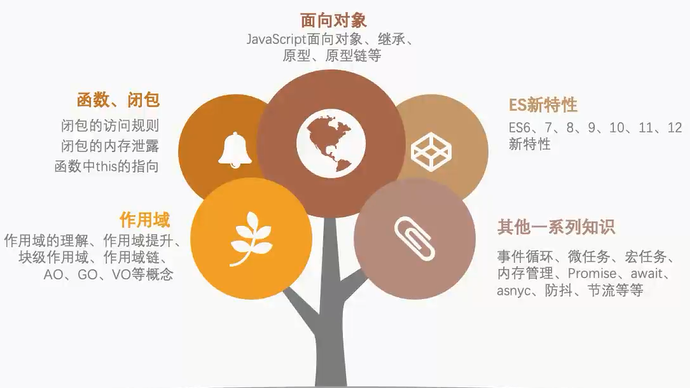 面向对象
JavaScript面向对象、继承、
原型、原型链等
函数、闭包
闭包的访问规则
闭包的内存泄露
函数中this的指向
ES新特性
ES6、7、8、9、10、11、12
新特性
作用域
作用域的理解、作用域提升、
块级作用域、作用域链、
AO、GO、VO等概念
其他一系列知识
事件循环、微任务、宏任务、
内存管理、Promise、await、
asnyc、防抖、节流等等